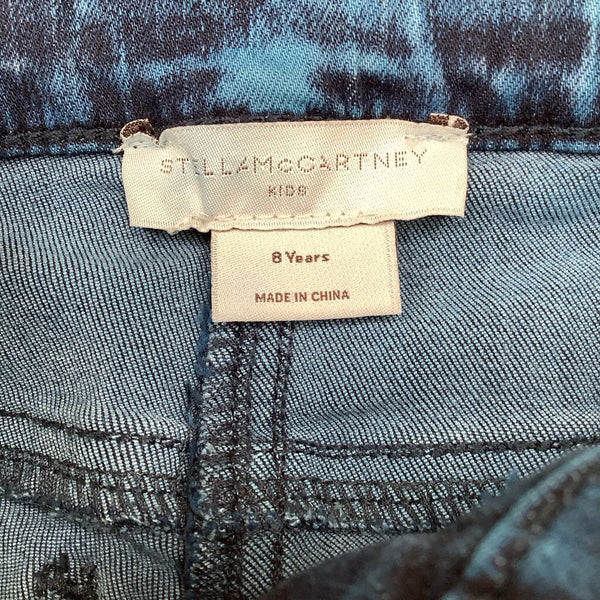 STELLAMcCARTNEY
KIDS
8 Years
MADE IN CHINA